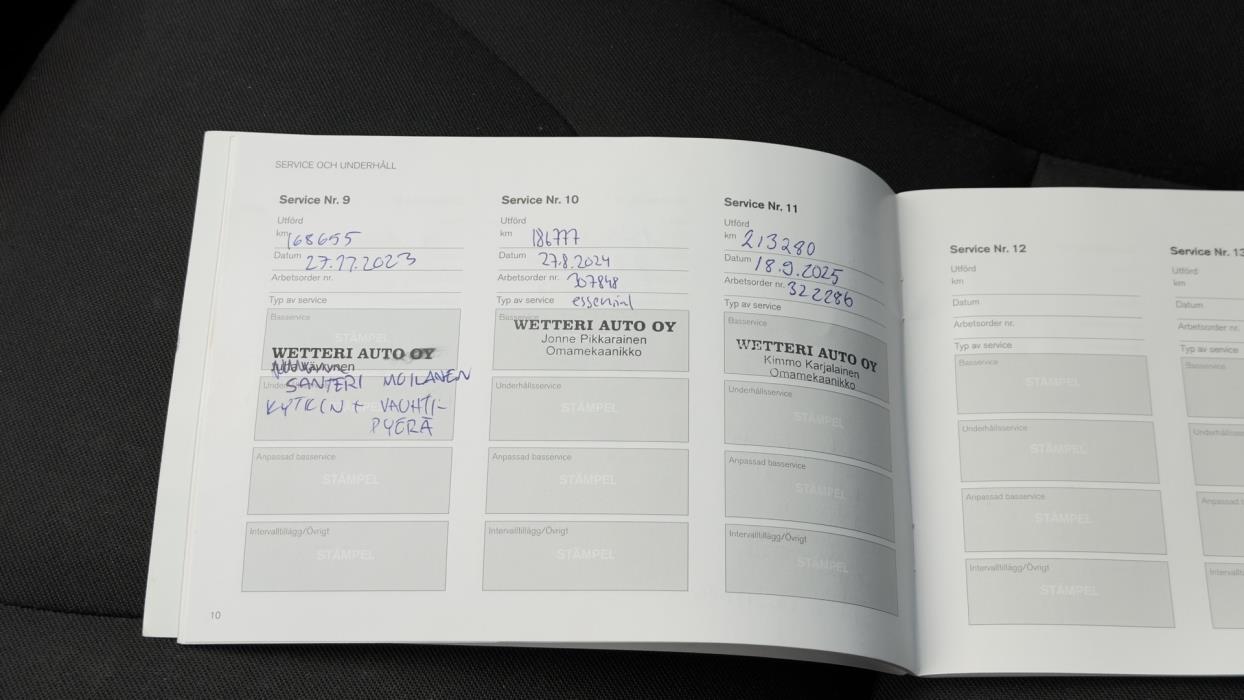 SERVICE OCH UNDERHÅLL
Service Nr. 9
Utförd
km 168655
Datum 27.11.2023
Arbetsorder nr.
Typ av service
Basservice
STÄMPEL
WETTERI AUTO OY
SANTERI MOILANEN
KYTKIN + VAUHTI-
PYÖRÄ
Anpassad basservice
STÄMPEL
Intervalltillägg/Övrigt
STÄMPEL
10
Service Nr. 10
Utförd
km 186777
Datum 27.8.2024
Arbetsorder nr. 307848
Typ av service essential
Basservice
WETTERI AUTO OY
Jonne Pikkarainen
Omamekaanikko
Underhållsservice
STÄMPEL
Anpassad basservice
STÄMPEL
Intervalltillägg/Övrigt
STÄMPEL
Service Nr. 11
Utförd
km 213280
Datum 18.9.2025
Arbetsorder nr. 322286
Typ av service
Basservice
WETTERI AUTO OY
Kimmo Karjalainen
Omamekaanikko
Underhållsservice
STÄMPEL
Anpassad basservice
STÄMPEL
Intervalltillägg/Övrigt
STÄMPEL
Service Nr. 12
Utförd
km
Datum
Arbetsorder nr.
Typ av service
Basservice
STÄMPEL
Underhållsservice
STÄMPEL
Anpassad basservice
STÄMPEL
Intervalltillägg/Övrigt
STÄMPEL
Service Nr. 13
Utförd
km
Datum
Arbetsorder nr.
Typ av service
Basservice